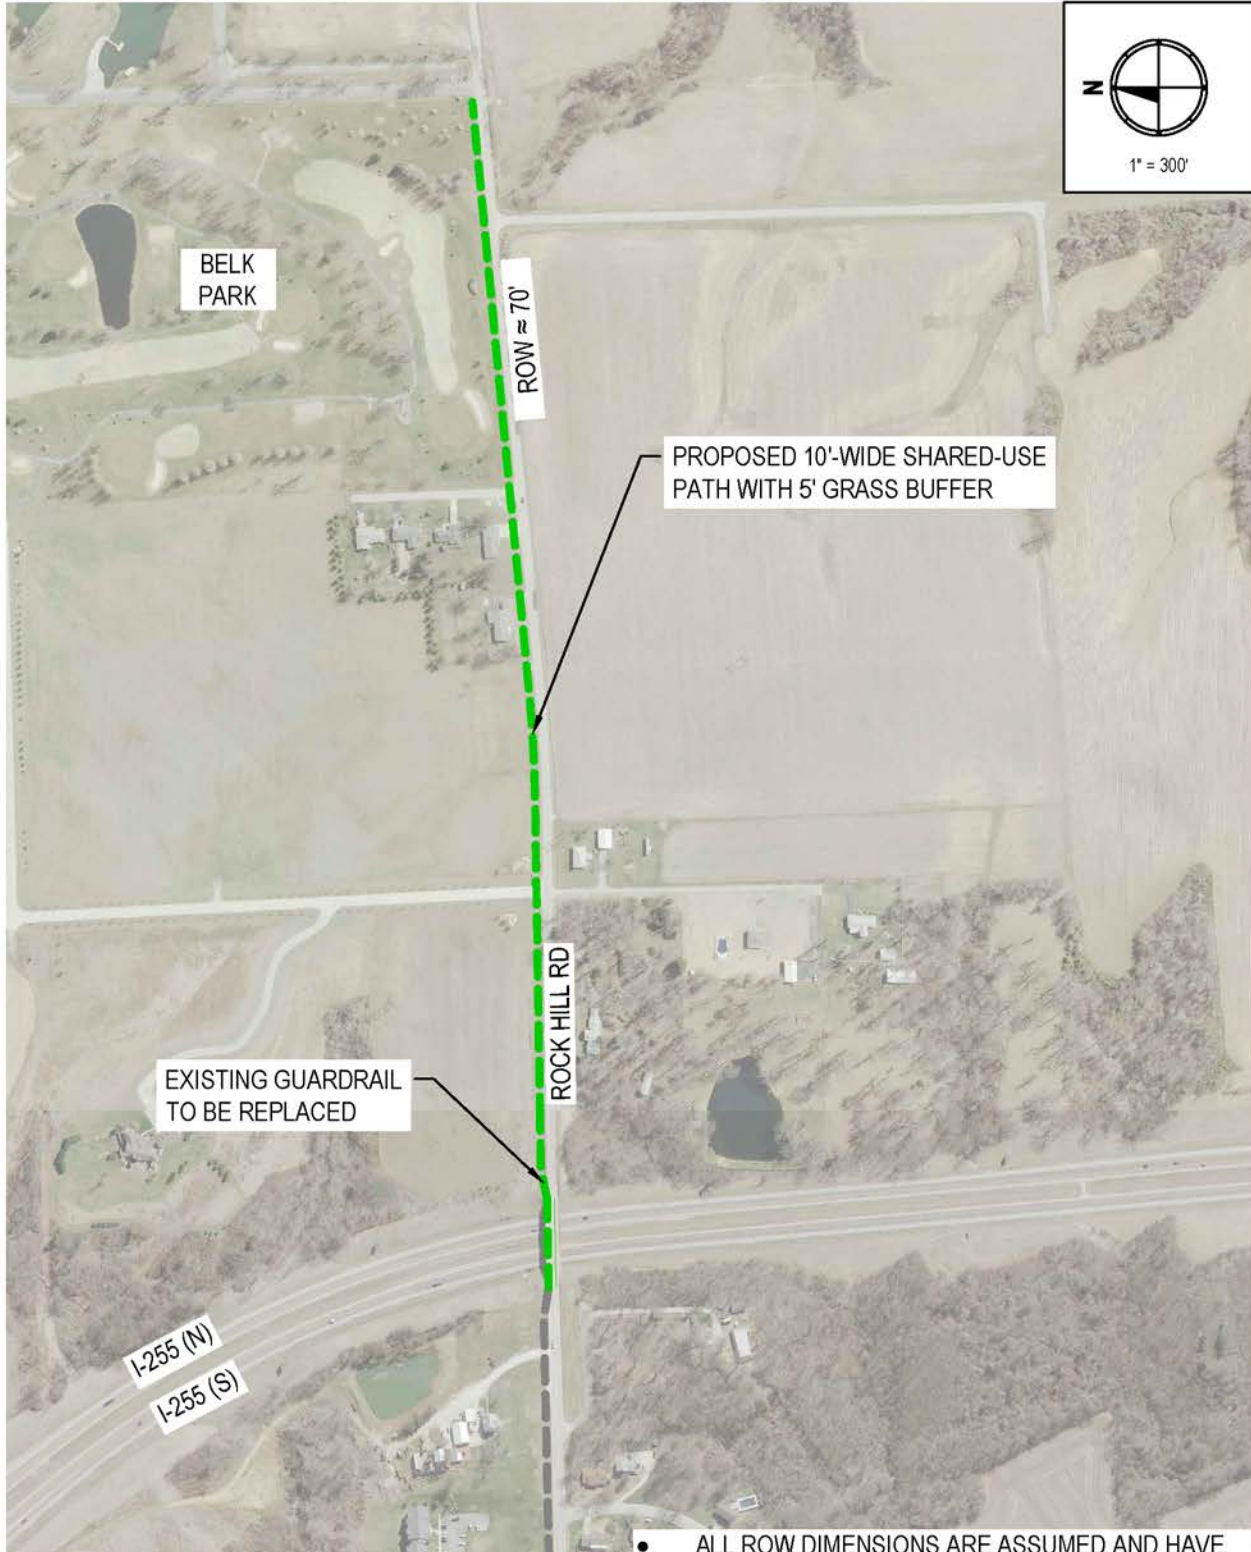 N
1" = 300'
BELK
PARK
ROW ≈ 70'
PROPOSED 10'-WIDE SHARED-USE
PATH WITH 5' GRASS BUFFER
ROCK HILL RD
EXISTING GUARDRAIL
TO BE REPLACED
I-255 (N)
I-255 (S)
• ALL ROW DIMENSIONS ARE ASSUMED AND HAVE